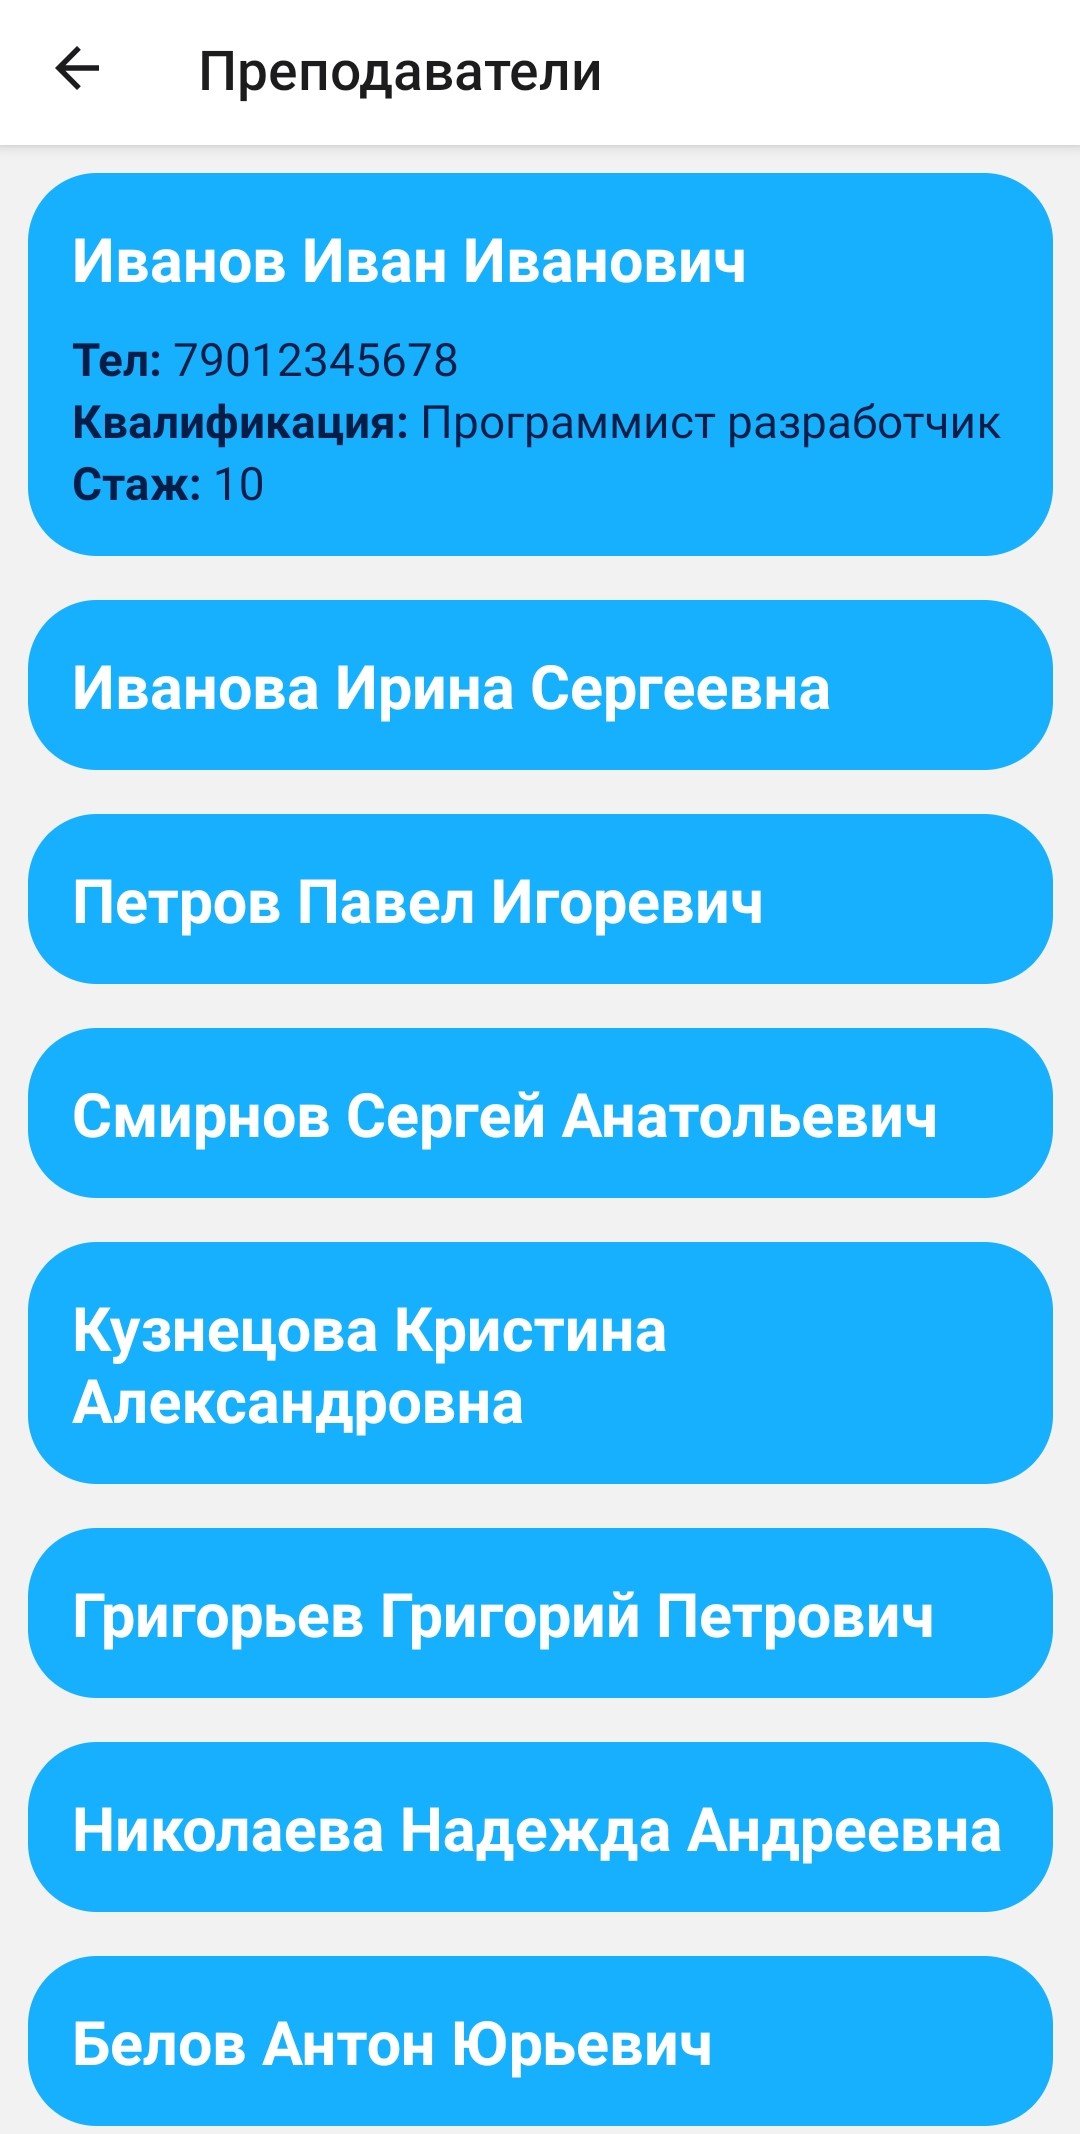 Преподаватели
Иванов Иван Иванович
Тел: 79012345678
Квалификация: Программист разработчик
Стаж: 10
Иванова Ирина Сергеевна
Петров Павел Игоревич
Смирнов Сергей Анатольевич
Кузнецова Кристина
Александровна
Григорьев Григорий Петрович
Николаева Надежда Андреевна
Белов Антон Юрьевич